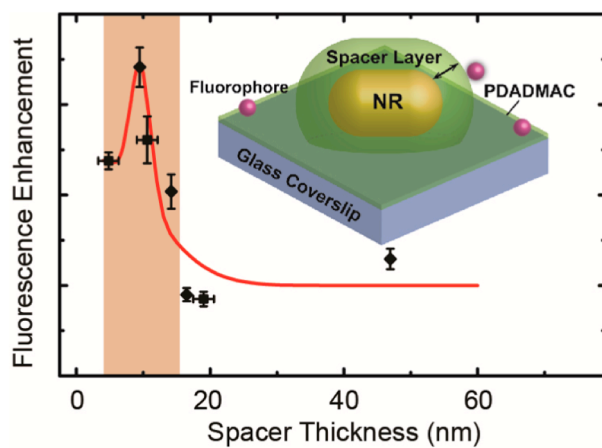 Fluorescence Enhancement
Spacer Layer
Fluorophore
PDADMAC
NR
Glass Coverslip
0
20
40
60
Spacer Thickness (nm)